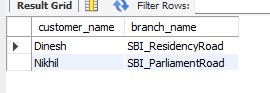 Result Grid Filter Rows:
customer_name branch_name
Dinesh SBI_ResidencyRoad
Nikhil SBI_ParliamentRoad